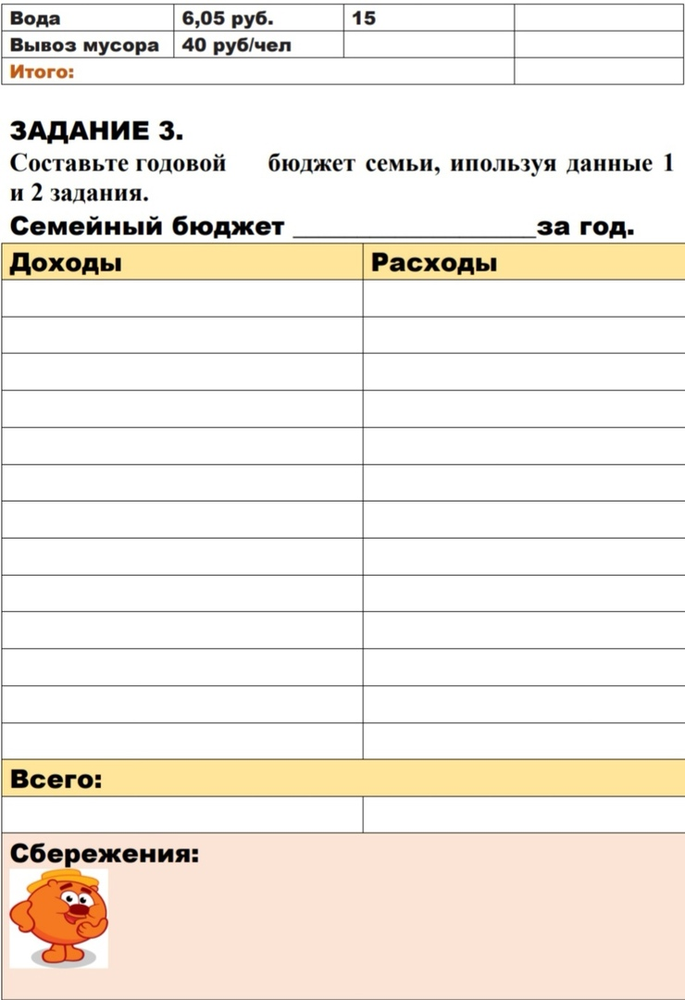 Вода 6,05 руб. 15
Вывоз мусора 40 руб/чел
Итого:
ЗАДАНИЕ 3.
Составьте годовой бюджет семьи, ипользуя данные 1
и 2 задания.
Семейный бюджет ____________________за год.
Доходы Расходы
Всего:
Сбережения: